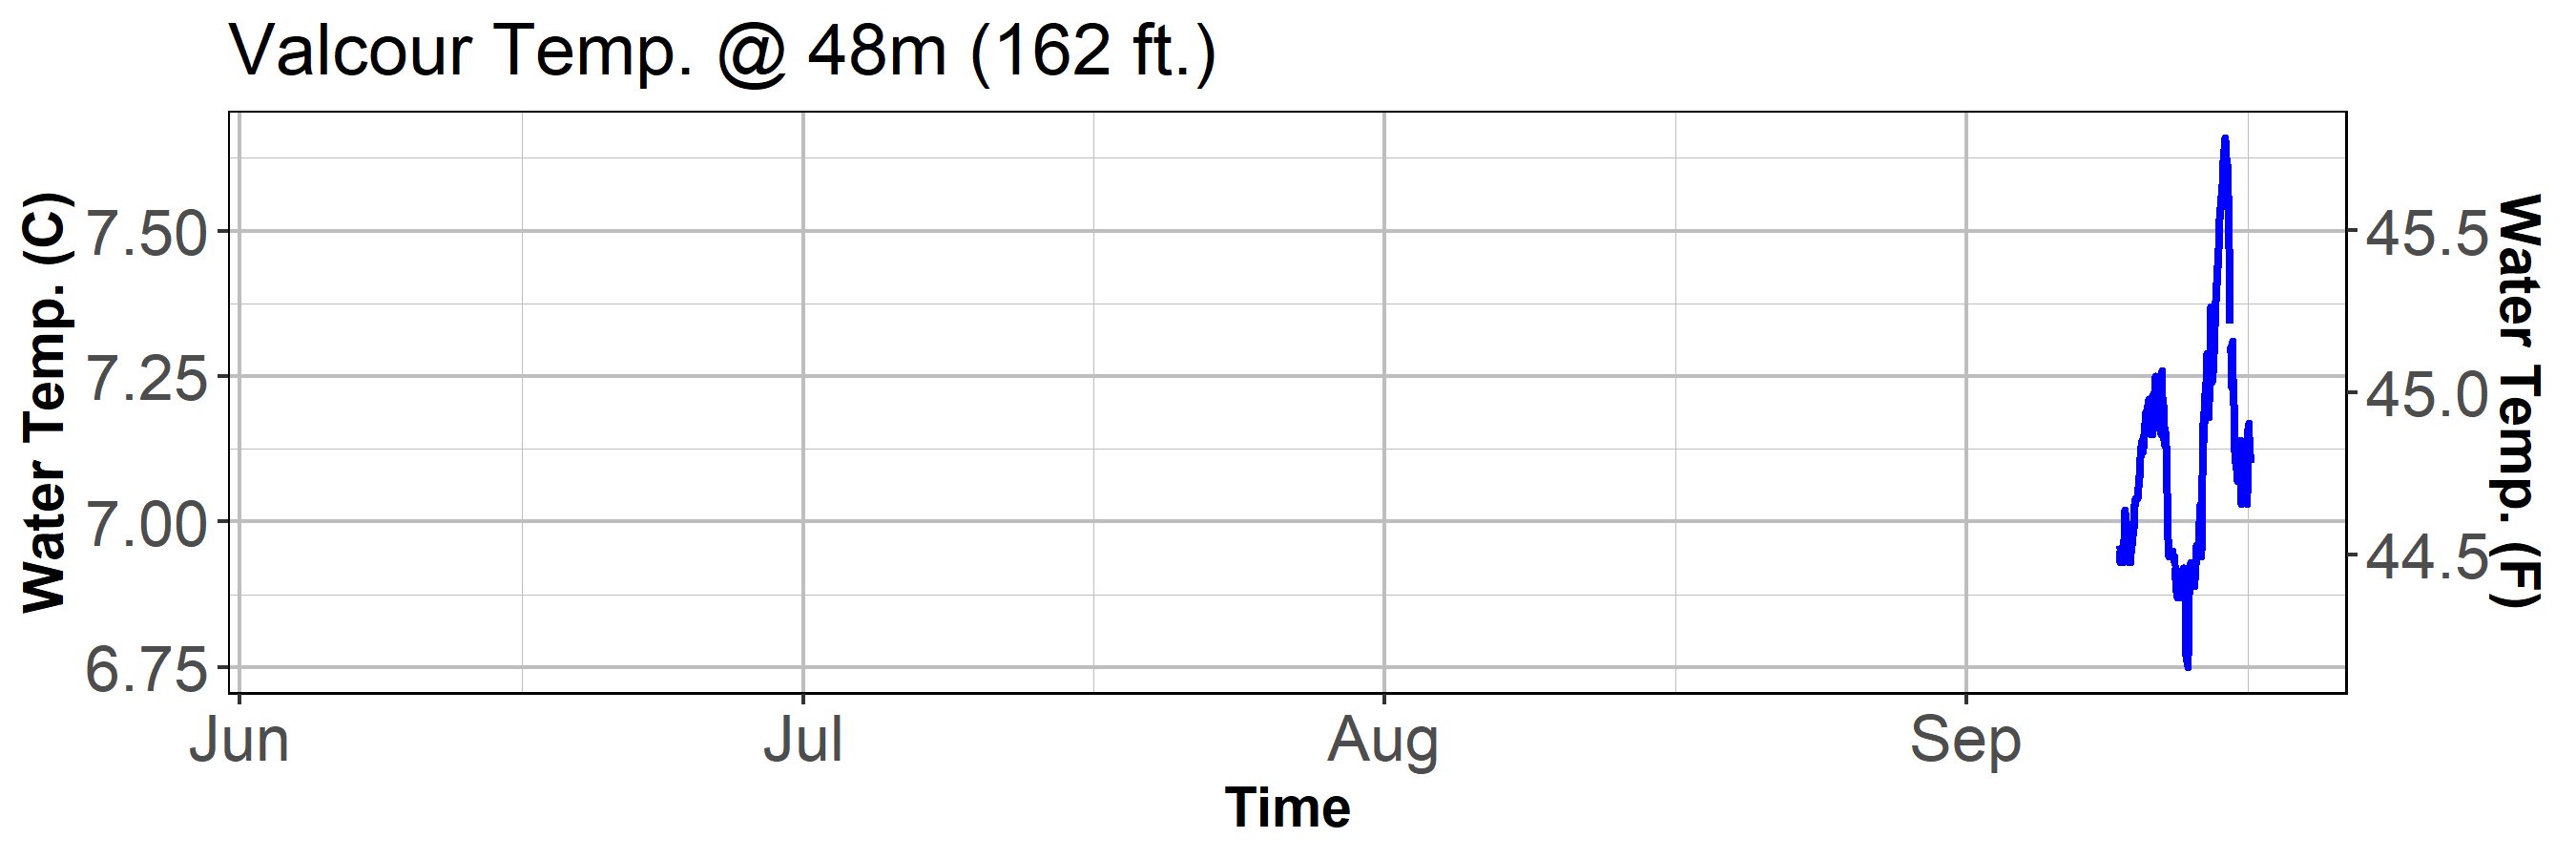 Valcour Temp. @ 48m (162 ft.)
Water Temp. (C)
7.50
7.25
7.00
6.75
45.5
45.0
44.5
Water Temp. (F)
Jun Jul Aug Sep
Time